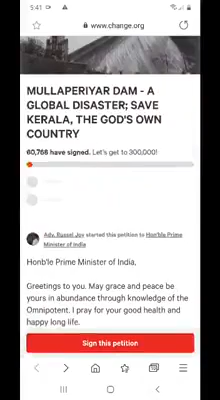 5:41
www.change.org
MULLAPERIYAR DAM - A
GLOBAL DISASTER; SAVE
KERALA, THE GOD'S OWN
COUNTRY
60,768 have signed. Let's get to 300,000!
Adv. Russel Joy started this petition to Hon'ble Prime
Minister of India
Honb'le Prime Minister of India,
Greetings to you. May grace and peace be
yours in abundance through knowledge of the
Omnipotent. I pray for your good health and
happy long life.
Sign this petition